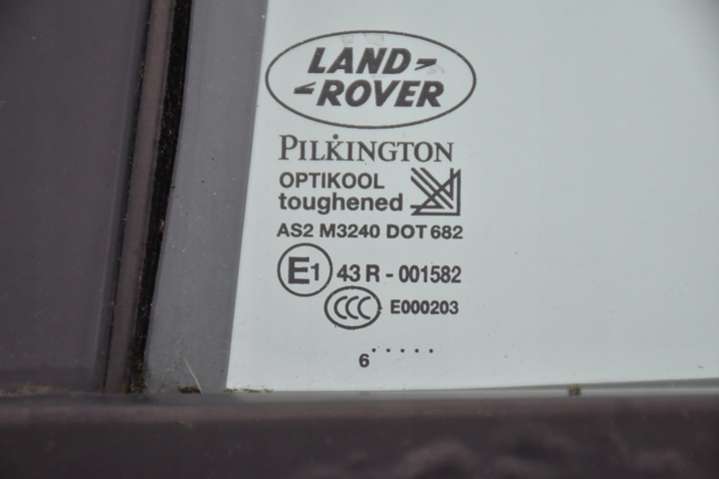 LAND-
-ROVER
PILKINGTON
OPTIKOOL
toughened
AS2 M3240 DOT 682
E1 43 R - 001582
CCC E000203
6 .....